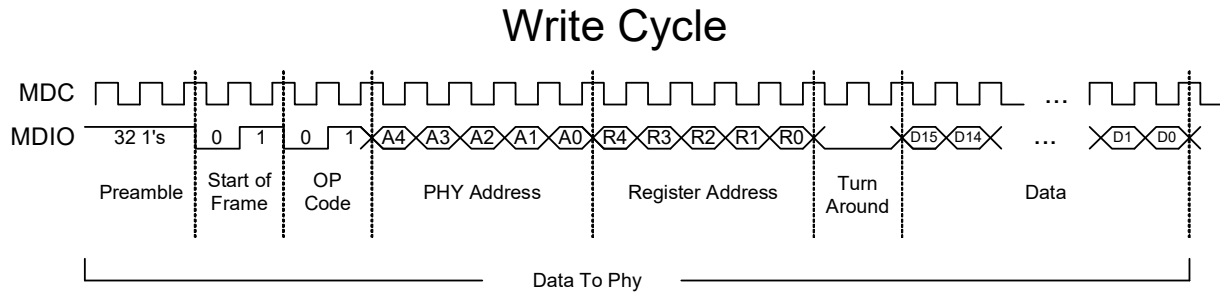 Write Cycle
MDC ...
MDIO 32 1's 0 1 0 1 A4 A3 A2 A1 A0 R4 R3 R2 R1 R0 D15 D14 ... D1 D0
Preamble Start of Frame OP Code PHY Address Register Address Turn Around Data
Data To Phy